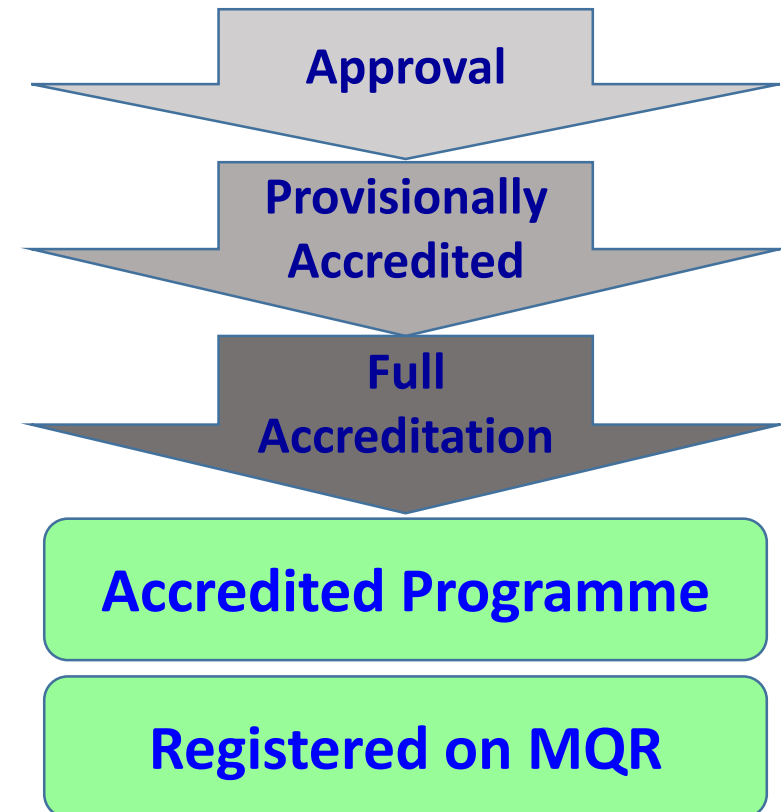 Approval
Provisionally
Accredited
Full
Accreditation
Accredited Programme
Registered on MQR